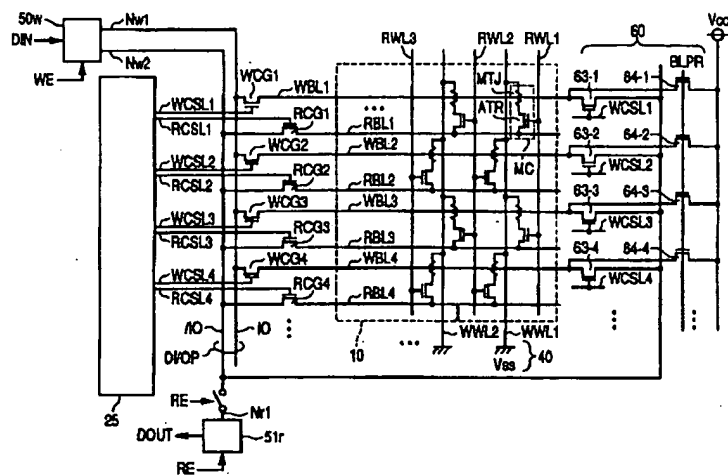 50w
DIN
WE
Nw1
Nw2
RWL3
RWL2
RWL1
60
Vcc
WCG1
WBL1
MTJ
63-1
64-1
BLPR
WCSL1
RCSL1
RCG1
RBL1
ATR
WCSL1
WBL2
63-2
64-2
WCSL2
RCSL2
WCG2
RCG2
RBL2
MC
WCSL2
WBL3
63-3
64-3
WCSL3
RCSL3
WCG3
RCG3
RBL3
WCSL3
WBL4
63-4
64-4
WCSL4
RCSL4
WCG4
RCG4
RBL4
WCSL4
/IO
IO
DI/OP
10
WWL2
WWL1
40
Vss
25
RE
Nr1
DOUT
51r
RE